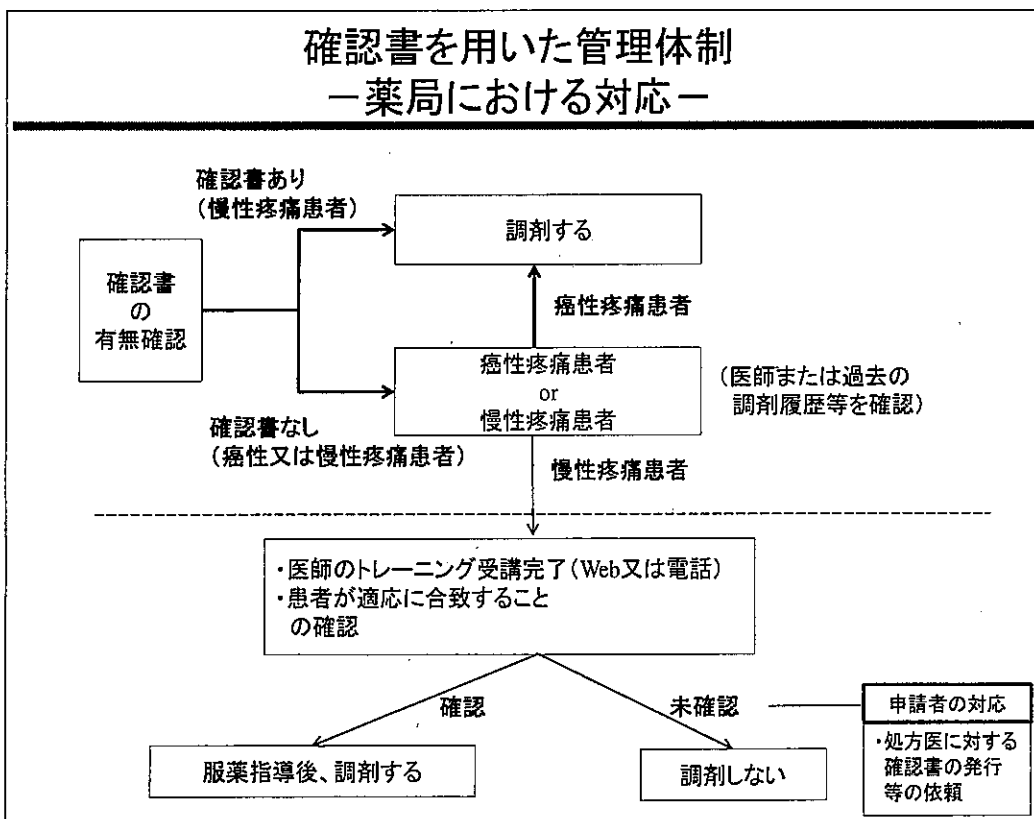 確認書を用いた管理体制
－薬局における対応－
確認書あり
（慢性疼痛患者）
調剤する
確認書
の
有無確認
癌性疼痛患者
癌性疼痛患者
or
慢性疼痛患者
（医師または過去の
調剤履歴等を確認）
確認書なし
（癌性又は慢性疼痛患者）
慢性疼痛患者
・医師のトレーニング受講完了（Web又は電話）
・患者が適応に合致すること
の確認
確認
未確認
申請者の対応
・処方医に対する
確認書の発行
等の依頼
服薬指導後、調剤する
調剤しない